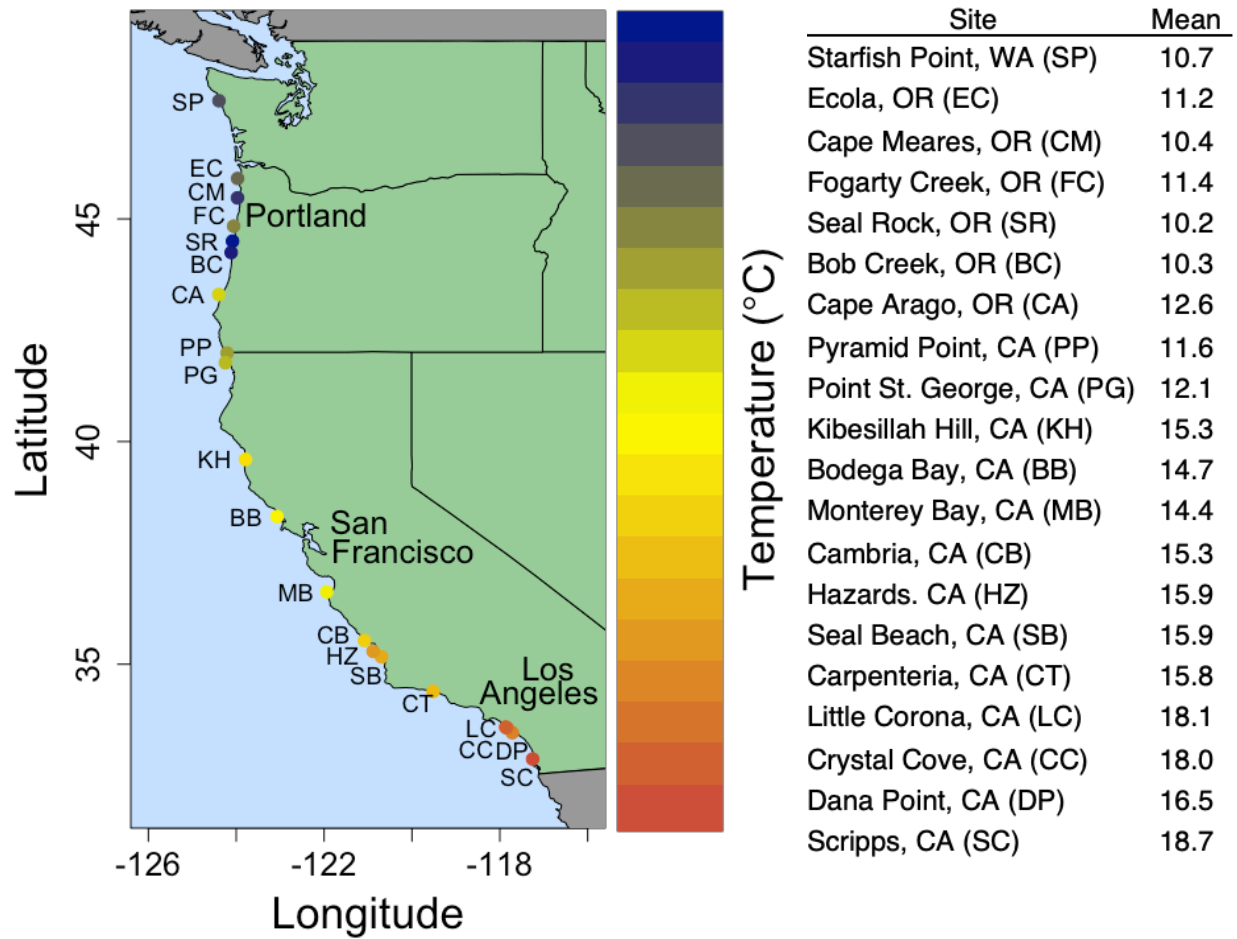 SP
EC
CM
FC
SR
BC
CA
PP
PG
KH
BB
MB
CB
HZ
SB
CT
LC
CC
DP
SC
Portland
San
Francisco
Los
Angeles
45
40
35
Latitude
-126
-122
-118
Longitude
Temperature (°C)
Site Mean
Starfish Point, WA (SP) 10.7
Ecola, OR (EC) 11.2
Cape Meares, OR (CM) 10.4
Fogarty Creek, OR (FC) 11.4
Seal Rock, OR (SR) 10.2
Bob Creek, OR (BC) 10.3
Cape Arago, OR (CA) 12.6
Pyramid Point, CA (PP) 11.6
Point St. George, CA (PG) 12.1
Kibesillah Hill, CA (KH) 15.3
Bodega Bay, CA (BB) 14.7
Monterey Bay, CA (MB) 14.4
Cambria, CA (CB) 15.3
Hazards. CA (HZ) 15.9
Seal Beach, CA (SB) 15.9
Carpenteria, CA (CT) 15.8
Little Corona, CA (LC) 18.1
Crystal Cove, CA (CC) 18.0
Dana Point, CA (DP) 16.5
Scripps, CA (SC) 18.7